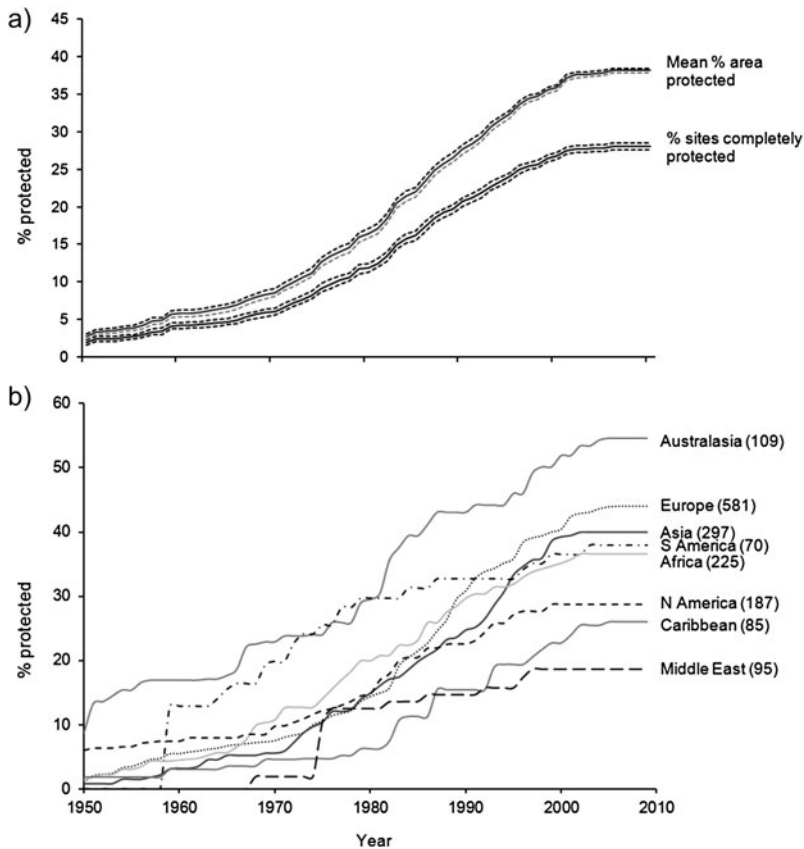 a)
45
40
35
30
25
20
15
10
5
0
% protected
Mean % area
protected
% sites completely
protected
b)
60
50
40
30
20
10
0
% protected
Australasia (109)
Europe (581)
Asia (297)
S America (70)
Africa (225)
N America (187)
Caribbean (85)
Middle East (95)
1950 1960 1970 1980 1990 2000 2010
Year